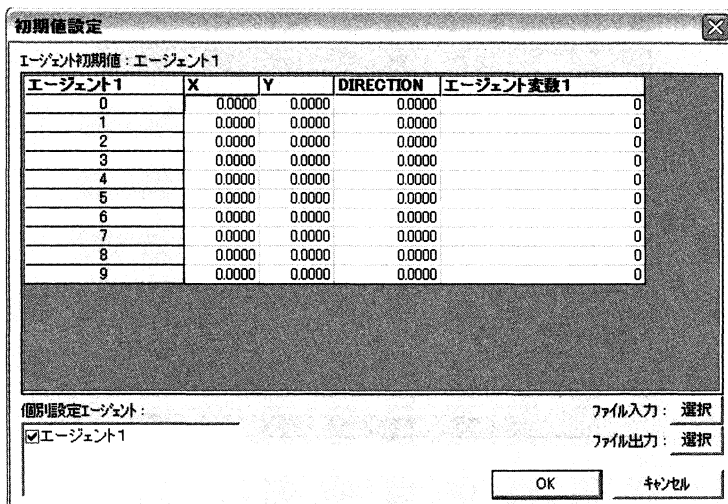 初期値設定
エージェント初期値：エージェント1
エージェント1 X Y DIRECTION エージェント変数1
0 0.0000 0.0000 0.0000 0
1 0.0000 0.0000 0.0000 0
2 0.0000 0.0000 0.0000 0
3 0.0000 0.0000 0.0000 0
4 0.0000 0.0000 0.0000 0
5 0.0000 0.0000 0.0000 0
6 0.0000 0.0000 0.0000 0
7 0.0000 0.0000 0.0000 0
8 0.0000 0.0000 0.0000 0
9 0.0000 0.0000 0.0000 0
個別設定エージェント：
エージェント1
ファイル入力： 選択
ファイル出力： 選択
OK キャンセル